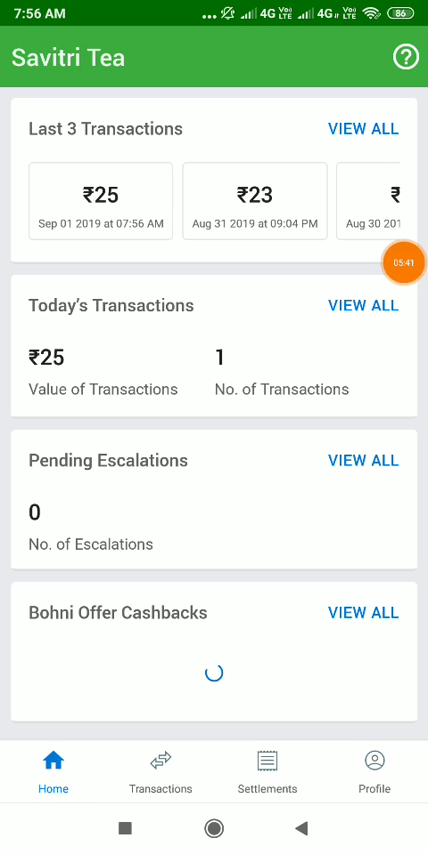 7:56 AM
4G VoLTE 4G VoLTE 86
Savitri Tea
Last 3 Transactions VIEW ALL
₹25 ₹23 ₹
Sep 01 2019 at 07:56 AM Aug 31 2019 at 09:04 PM Aug 30 201
05:41
Today's Transactions VIEW ALL
₹25 1
Value of Transactions No. of Transactions
Pending Escalations VIEW ALL
0
No. of Escalations
Bohni Offer Cashbacks VIEW ALL
Home Transactions Settlements Profile